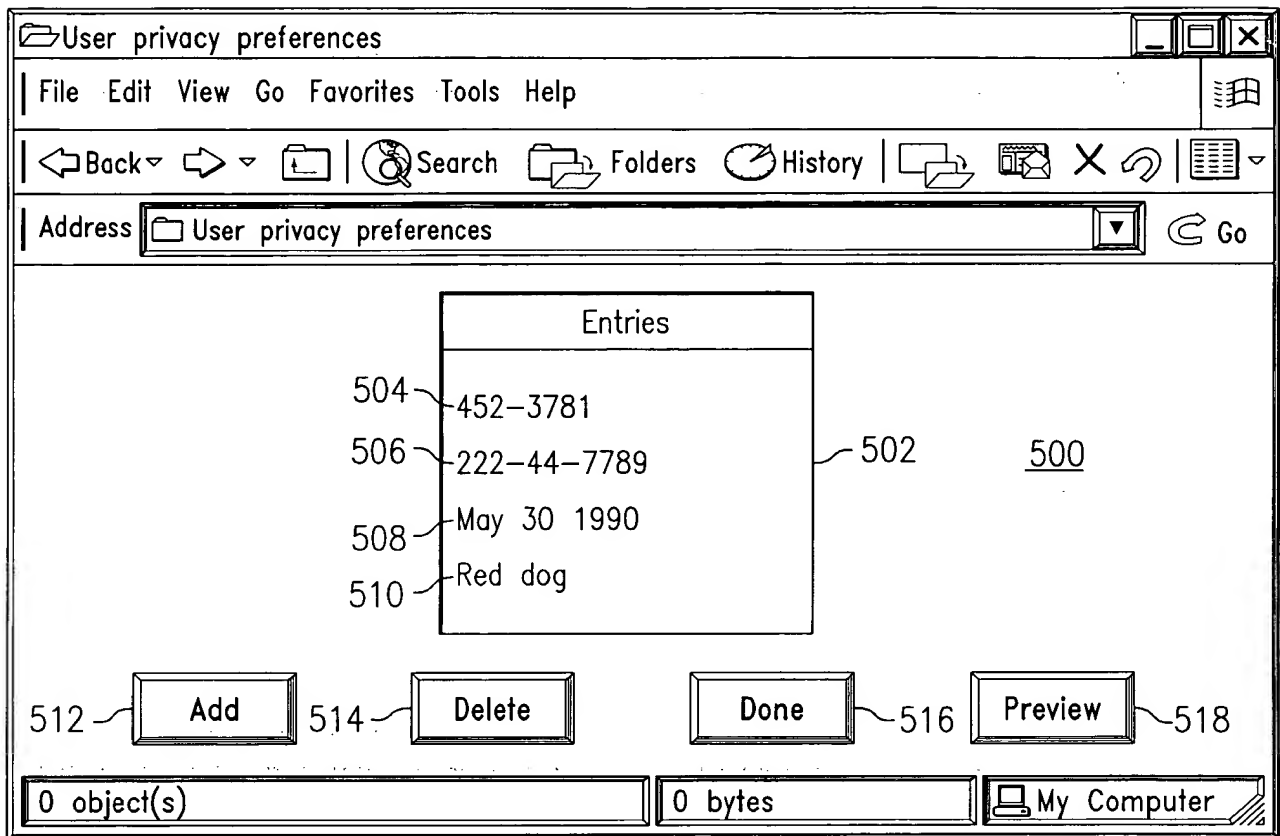 User privacy preferences
File Edit View Go Favorites Tools Help
Back Search Folders History
Address User privacy preferences Go
Entries
504 452-3781
506 222-44-7789 502 500
508 May 30 1990
510 Red dog
512 Add 514 Delete Done 516 Preview 518
0 object(s) 0 bytes My Computer